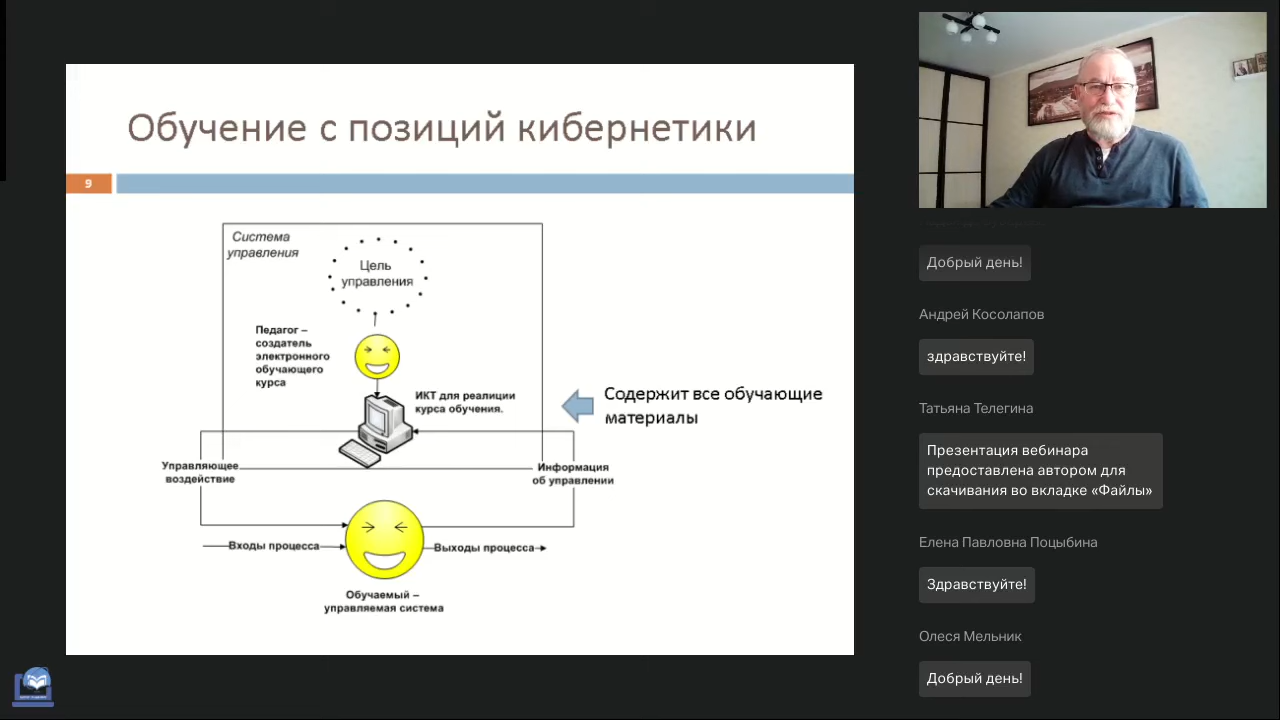 Обучение с позиций кибернетики
9
Система
управления
Цель
управления
Педагог –
создатель
электронного
обучающего
курса
ИКТ для реалиции
курса обучения.
Содержит все обучающие
материалы
Управляющее
воздействие
Информация
об управлении
Входы процесса
Выходы процесса
Обучаемый –
управляемая система
Добрый день!
Андрей Косолапов
здравствуйте!
Татьяна Телегина
Презентация вебинара
предоставлена автором для
скачивания во вкладке «Файлы»
Елена Павловна Поцыбина
Здравствуйте!
Олеся Мельник
Добрый день!